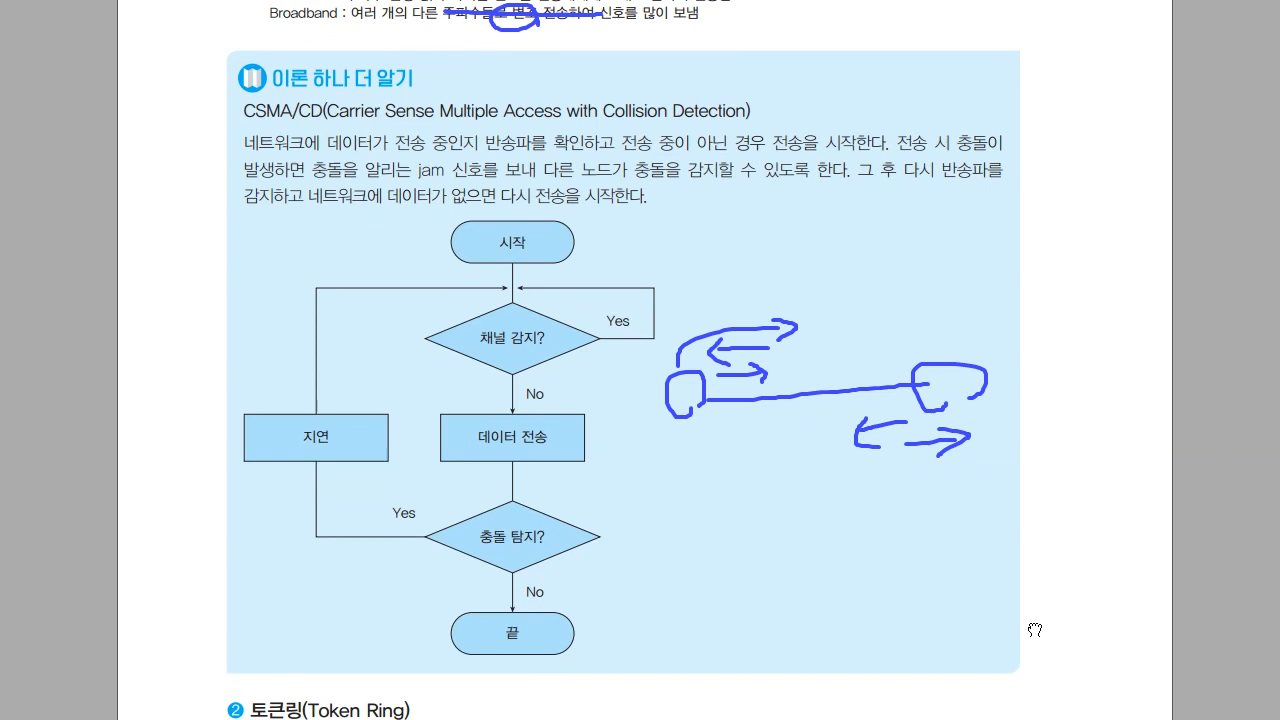 Broadband : 여러 개의 다른 주파수들로 변조 전송하여 신호를 많이 보냄
이론 하나 더 알기
CSMA/CD(Carrier Sense Multiple Access with Collision Detection)
네트워크에 데이터가 전송 중인지 반송파를 확인하고 전송 중이 아닌 경우 전송을 시작한다. 전송 시 충돌이
발생하면 충돌을 알리는 jam 신호를 보내 다른 노드가 충돌을 감지할 수 있도록 한다. 그 후 다시 반송파를
감지하고 네트워크에 데이터가 없으면 다시 전송을 시작한다.
시작
Yes
채널 감지?
No
지연
데이터 전송
Yes
충돌 탐지?
No
끝
2 토큰링(Token Ring)